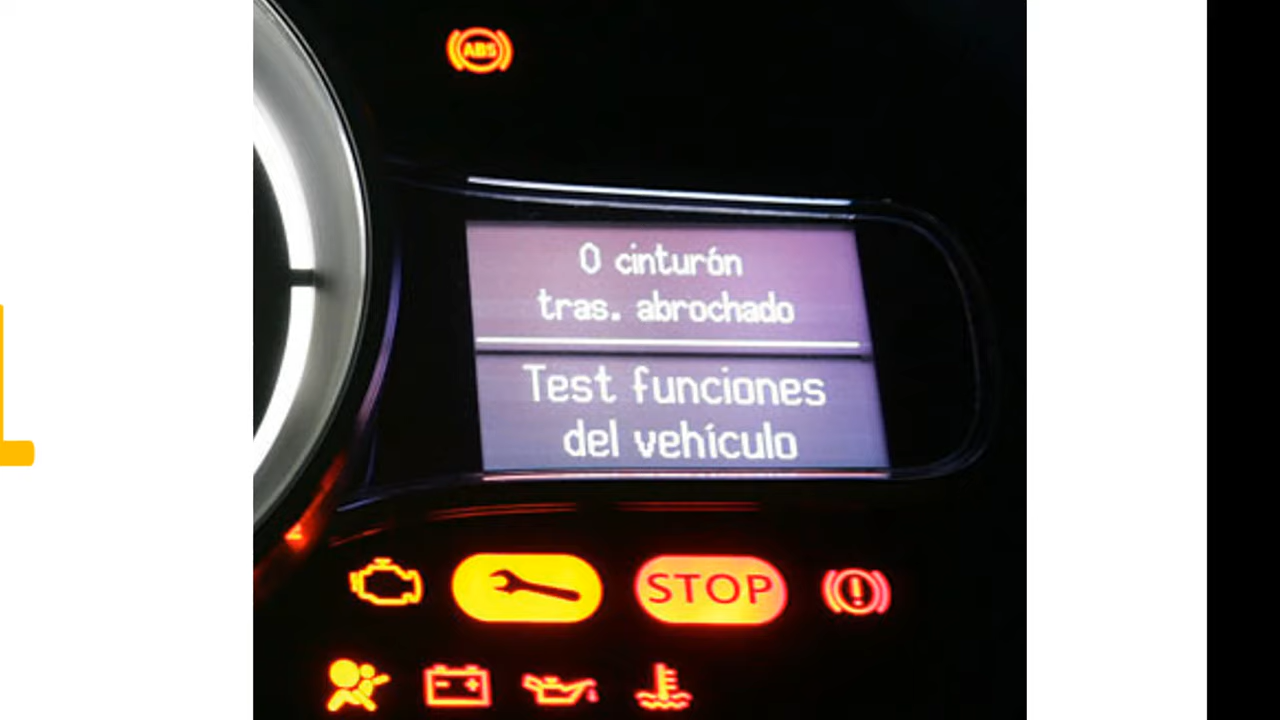 ABS
0 cinturón
tras. abrochado
Test funciones
del vehículo
STOP